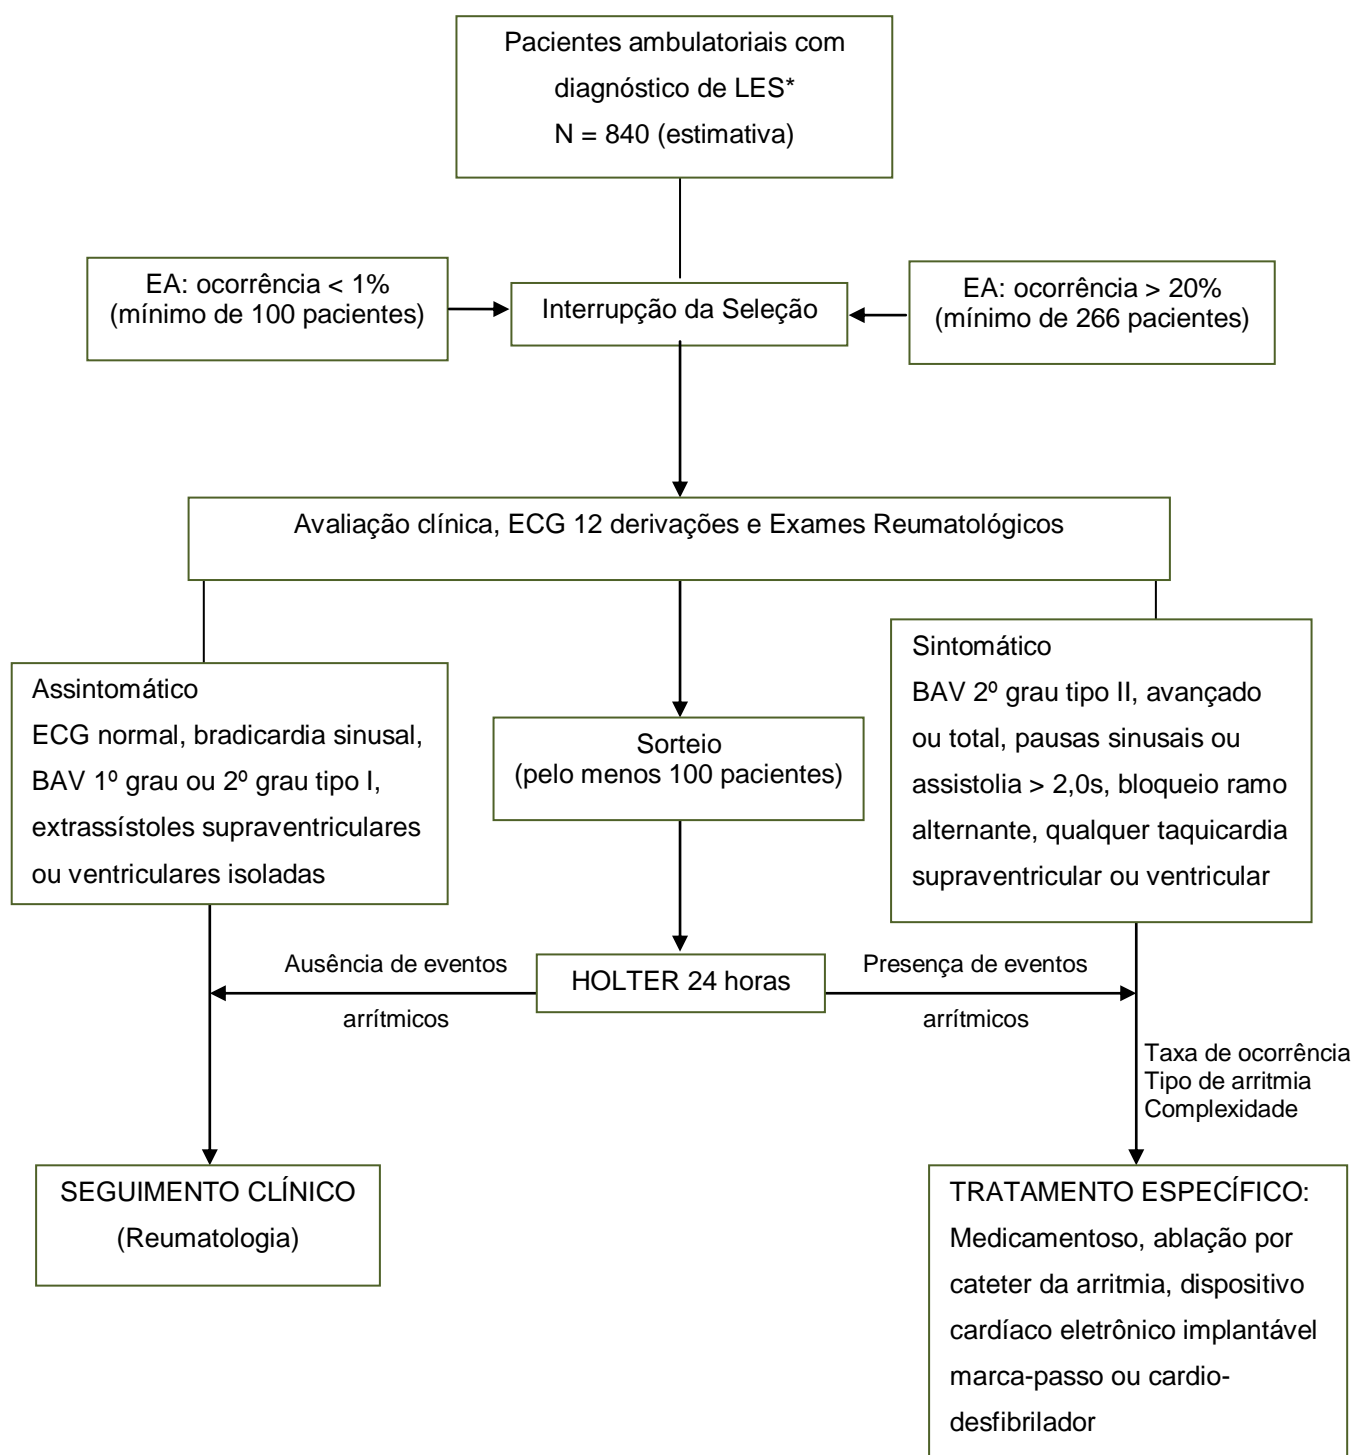 Pacientes ambulatoriais com
diagnóstico de LES*
N = 840 (estimativa)
EA: ocorrência < 1%
(mínimo de 100 pacientes)
Interrupção da Seleção
EA: ocorrência > 20%
(mínimo de 266 pacientes)
Avaliação clínica, ECG 12 derivações e Exames Reumatológicos
Assintomático
ECG normal, bradicardia sinusal,
BAV 1º grau ou 2º grau tipo I,
extrassístoles supraventriculares
ou ventriculares isoladas
Sorteio
(pelo menos 100 pacientes)
Sintomático
BAV 2º grau tipo II, avançado
ou total, pausas sinusais ou
assistolia > 2,0s, bloqueio ramo
alternante, qualquer taquicardia
supraventricular ou ventricular
Ausência de eventos
arrítmicos
HOLTER 24 horas
Presença de eventos
arrítmicos
Taxa de ocorrência
Tipo de arritmia
Complexidade
SEGUIMENTO CLÍNICO
(Reumatologia)
TRATAMENTO ESPECÍFICO:
Medicamentoso, ablação por
cateter da arritmia, dispositivo
cardíaco eletrônico implantável
marca-passo ou cardio-
desfibrilador